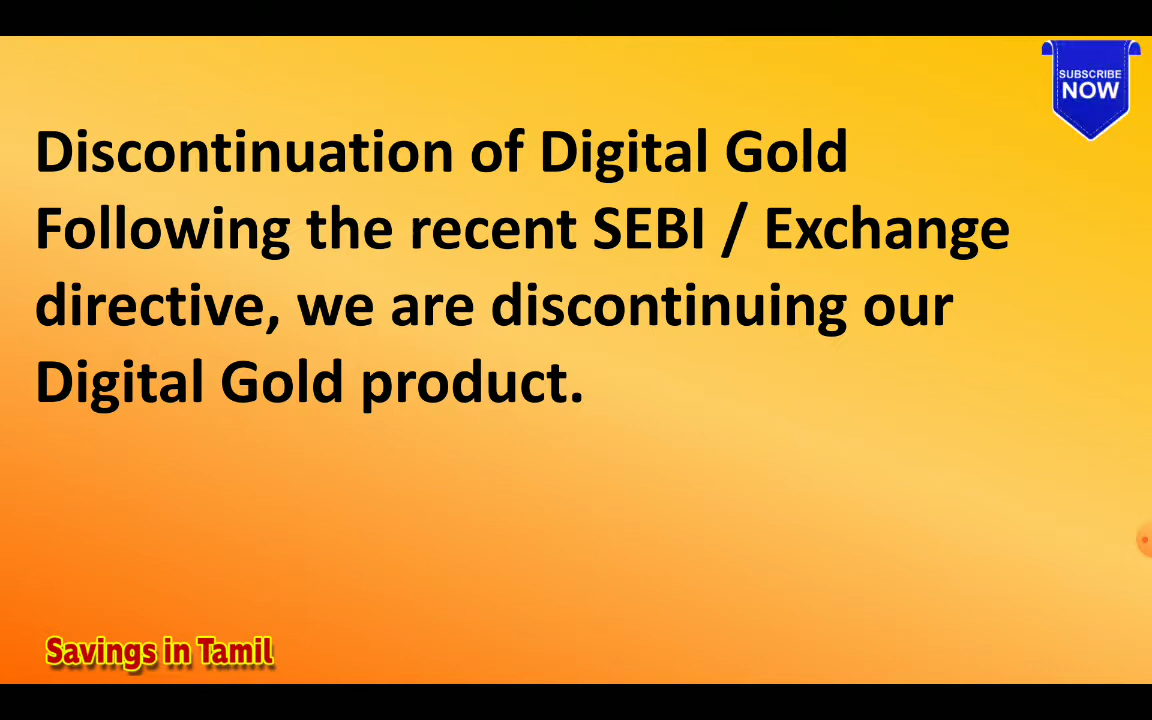 SUBSCRIBE
NOW
Discontinuation of Digital Gold
Following the recent SEBI / Exchange
directive, we are discontinuing our
Digital Gold product.
Savings in Tamil